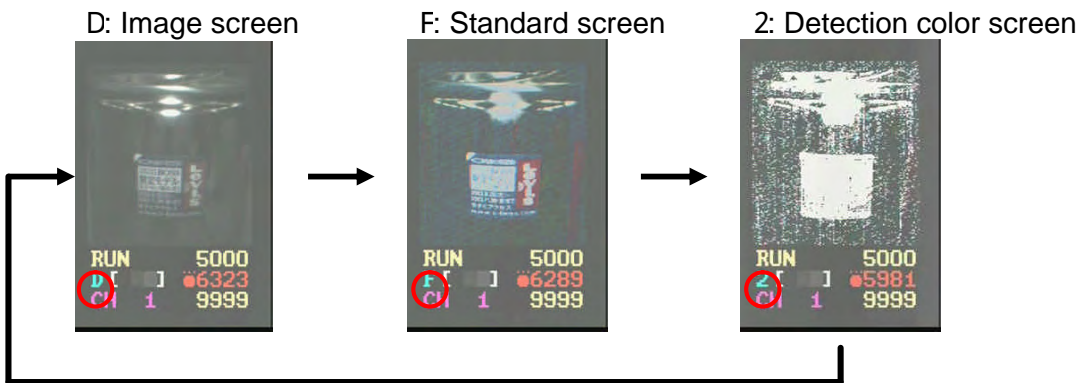 D: Image screen
F: Standard screen
2: Detection color screen
RUN 5000
D [ ] 6323
CH 1 9999
RUN 5000
F [ ] 6289
CH 1 9999
RUN 5000
2 [ ] 5981
CH 1 9999